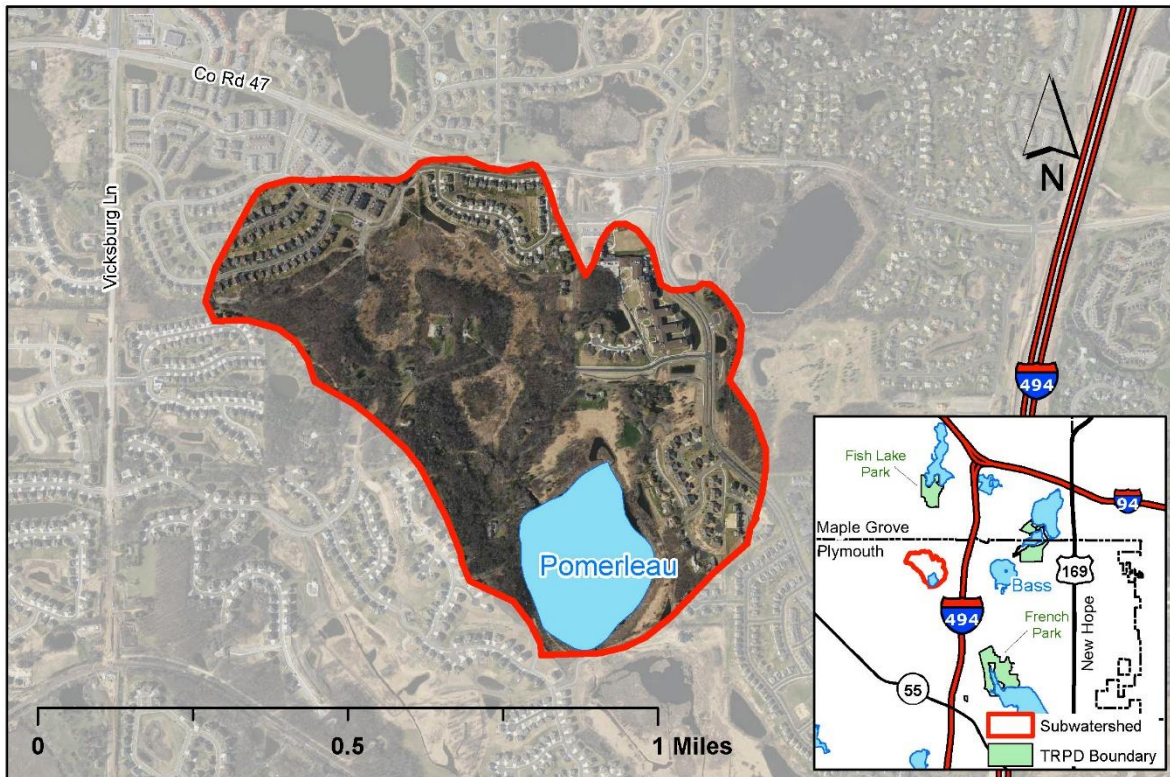 Co Rd 47
Vicksburg Ln
N
494
Pomerleau
0
0.5
1 Miles
Fish Lake
Park
94
Maple Grove
Plymouth
169
Bass
494
French
Park
New Hope
55
Subwatershed
TRPD Boundary